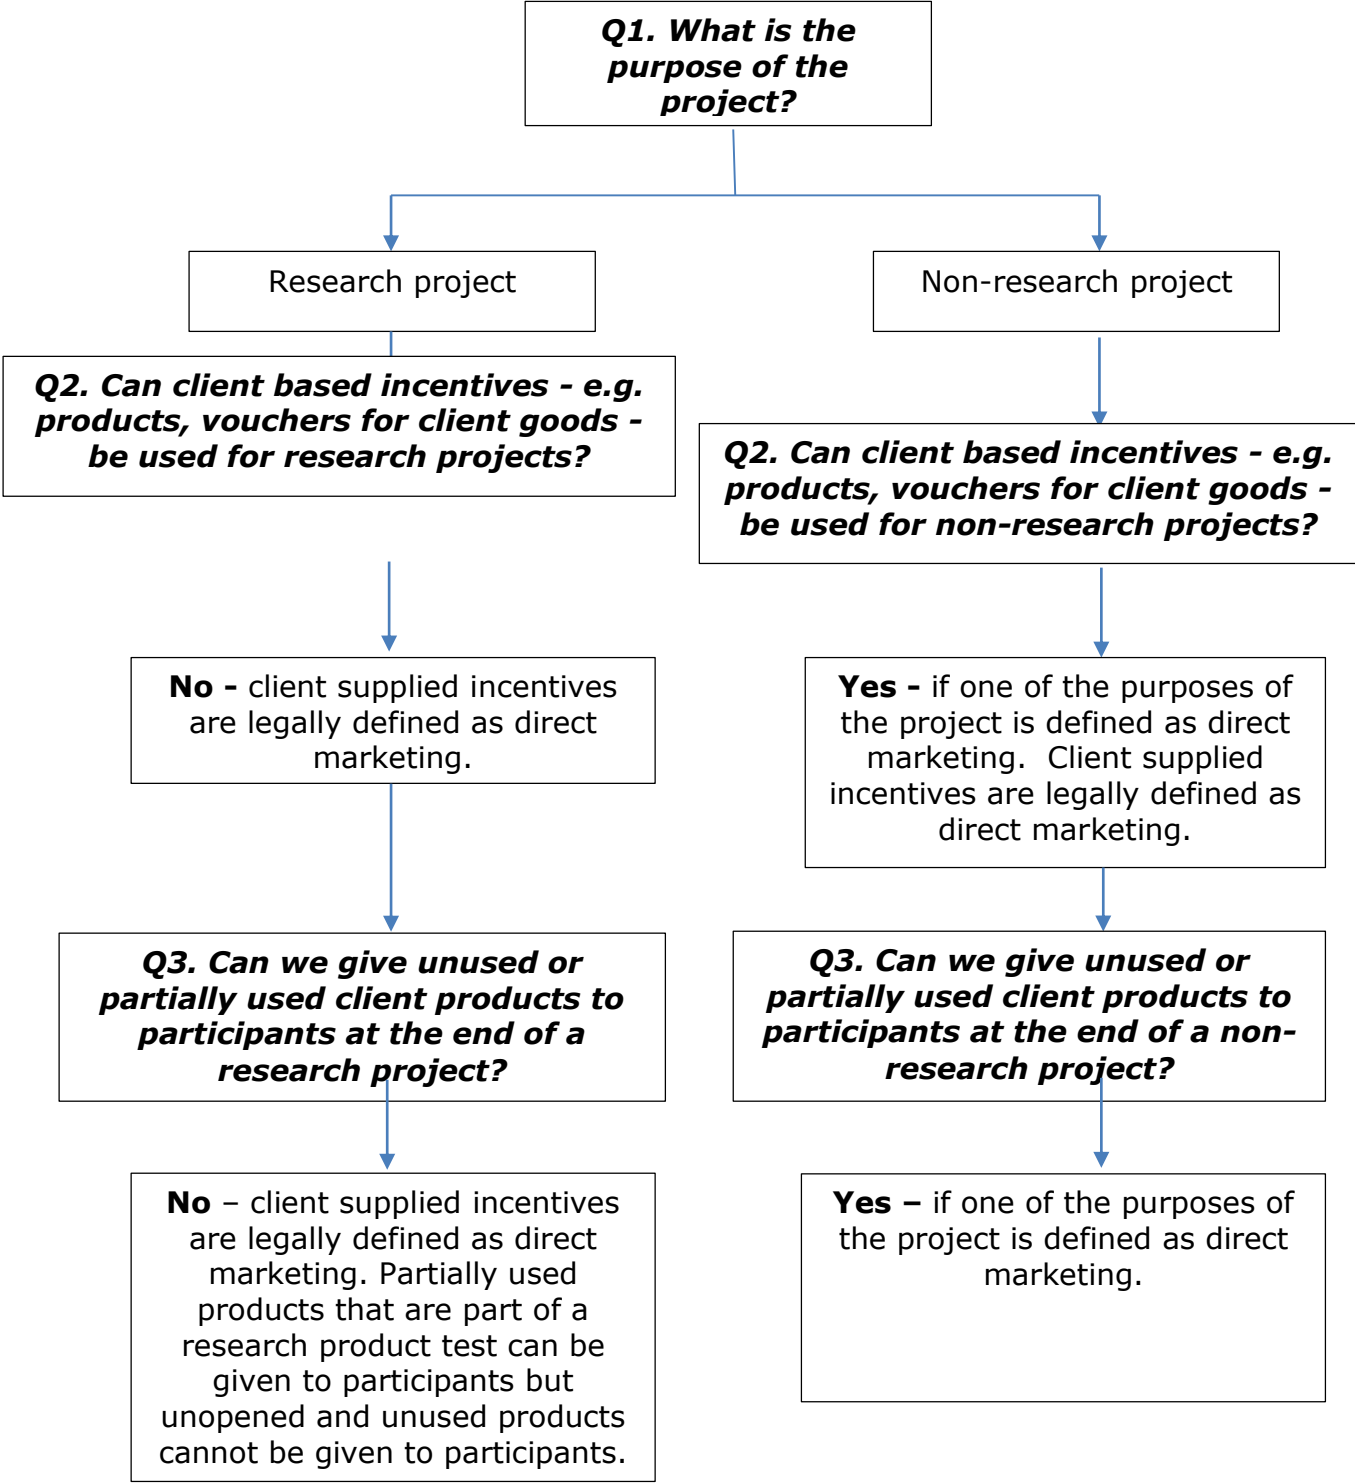 Q1. What is the
purpose of the
project?
Research project
Non-research project
Q2. Can client based incentives - e.g.
products, vouchers for client goods -
be used for research projects?
Q2. Can client based incentives - e.g.
products, vouchers for client goods -
be used for non-research projects?
No - client supplied incentives
are legally defined as direct
marketing.
Yes - if one of the purposes of
the project is defined as direct
marketing.  Client supplied
incentives are legally defined as
direct marketing.
Q3. Can we give unused or
partially used client products to
participants at the end of a
research project?
Q3. Can we give unused or
partially used client products to
participants at the end of a non-
research project?
No – client supplied incentives
are legally defined as direct
marketing. Partially used
products that are part of a
research product test can be
given to participants but
unopened and unused products
cannot be given to participants.
Yes – if one of the purposes of
the project is defined as direct
marketing.